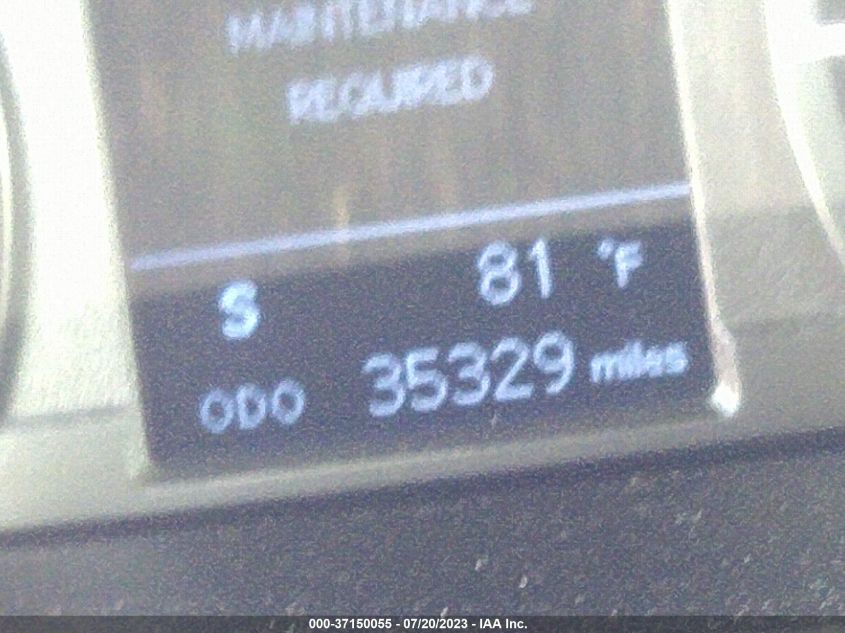 MAINTENANCE
REQUIRED
S 81 °F
ODO 35329 miles
000-37150055 - 07/20/2023 - IAA Inc.